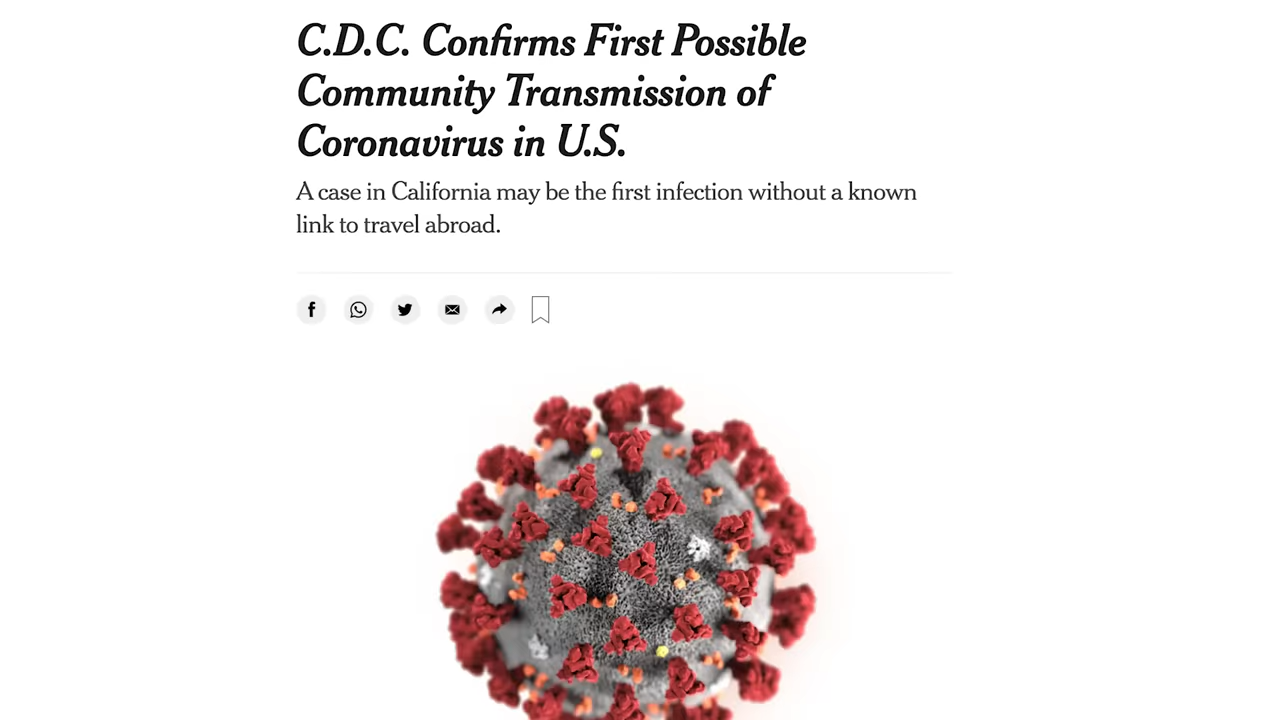 C.D.C. Confirms First Possible
Community Transmission of
Coronavirus in U.S.
A case in California may be the first infection without a known
link to travel abroad.